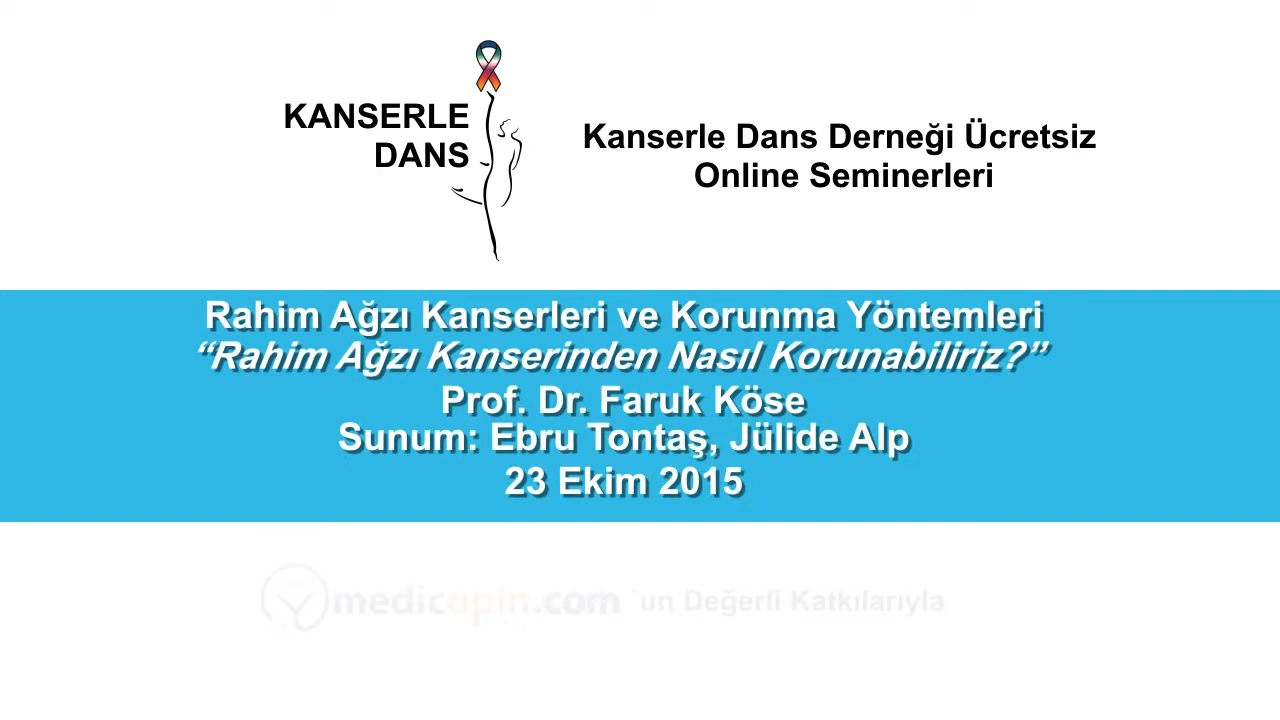 KANSERLE
DANS
Kanserle Dans Derneği Ücretsiz
Online Seminerleri
Rahim Ağzı Kanserleri ve Korunma Yöntemleri
“Rahim Ağzı Kanserinden Nasıl Korunabiliriz?”
Prof. Dr. Faruk Köse
Sunum: Ebru Tontaş, Jülide Alp
23 Ekim 2015
medicopin.com 'un Değerli Katkılarıyla